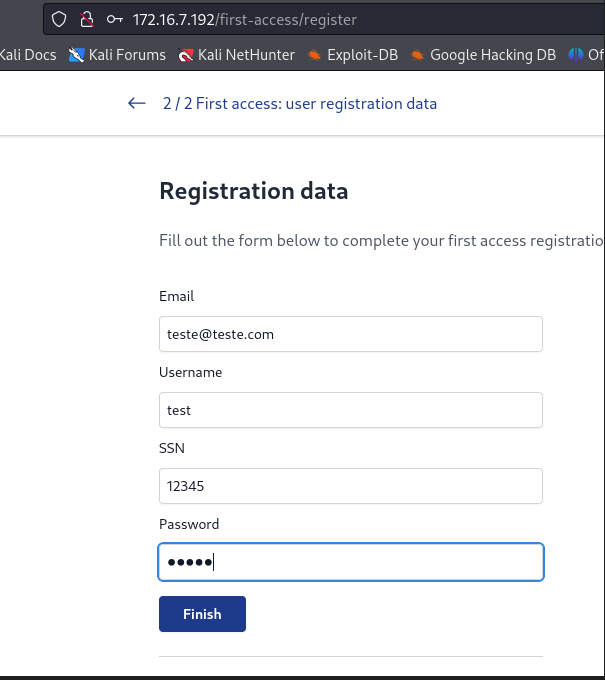 172.16.7.192/first-access/register
Kali Docs Kali Forums Kali NetHunter Exploit-DB Google Hacking DB Of
← 2 / 2 First access: user registration data
Registration data
Fill out the form below to complete your first access registratio
Email
teste@teste.com
Username
test
SSN
12345
Password
●●●●●
Finish